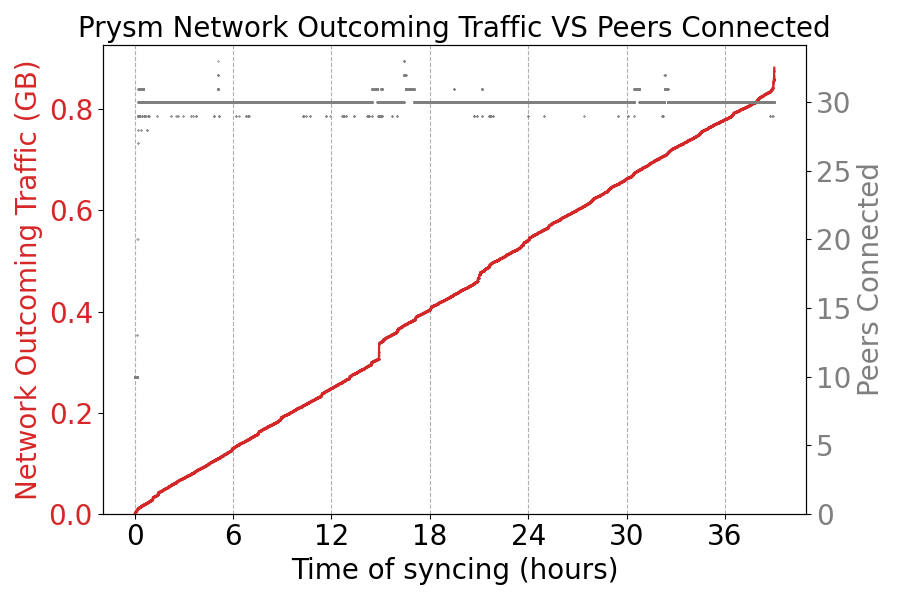 Prysm Network Outcoming Traffic VS Peers Connected
Network Outcoming Traffic (GB)
0.8
0.6
0.4
0.2
0.0
30
25
20
15
10
5
0
Peers Connected
0 6 12 18 24 30 36
Time of syncing (hours)